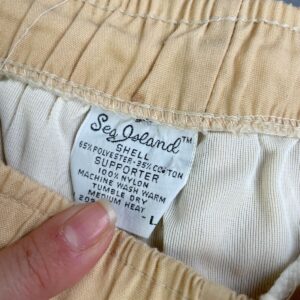 Sea Island™
SHELL
65% POLYESTER-35% COTTON
SUPPORTER
100% NYLON
MACHINE WASH WARM
TUMBLE DRY
MEDIUM HEAT
L